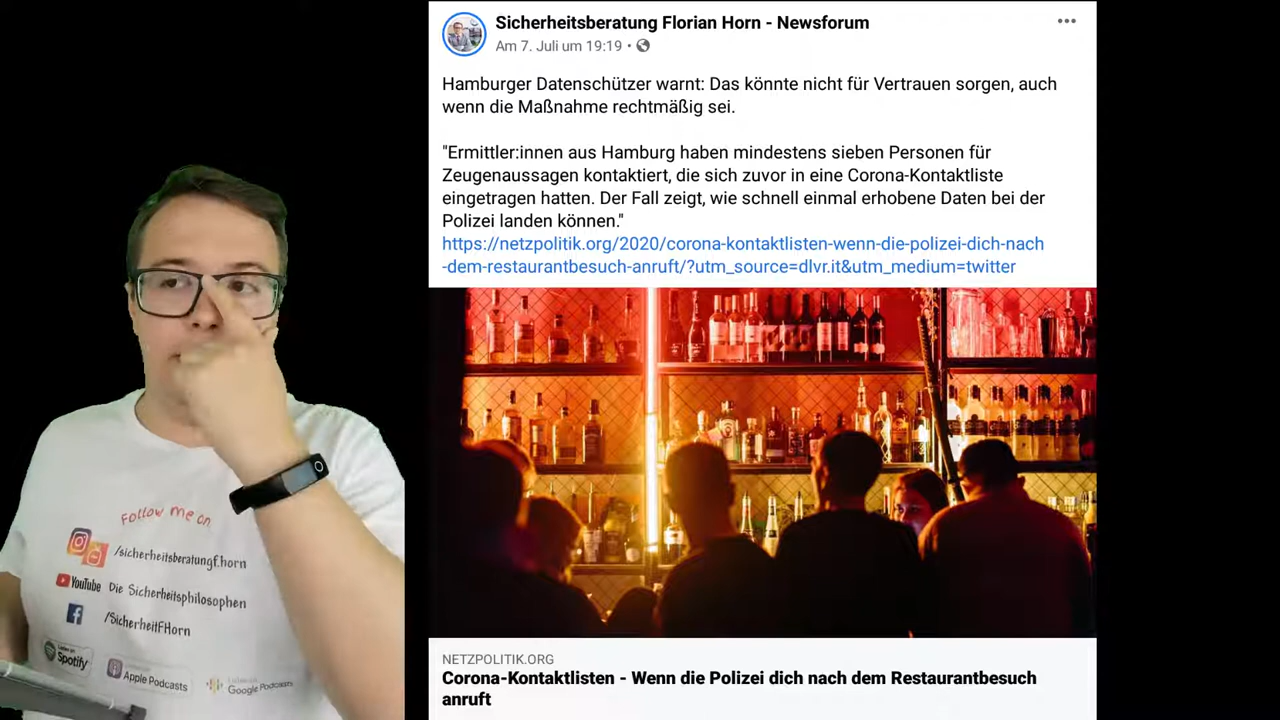 Sicherheitsberatung Florian Horn - Newsforum
Am 7. Juli um 19:19 •
Hamburger Datenschützer warnt: Das könnte nicht für Vertrauen sorgen, auch
wenn die Maßnahme rechtmäßig sei.
"Ermittler:innen aus Hamburg haben mindestens sieben Personen für
Zeugenaussagen kontaktiert, die sich zuvor in eine Corona-Kontaktliste
eingetragen hatten. Der Fall zeigt, wie schnell einmal erhobene Daten bei der
Polizei landen können."
https://netzpolitik.org/2020/corona-kontaktlisten-wenn-die-polizei-dich-nach
-dem-restaurantbesuch-anruft/?utm_source=dlvr.it&utm_medium=twitter
NETZPOLITIK.ORG
Corona-Kontaktlisten - Wenn die Polizei dich nach dem Restaurantbesuch
anruft
Follow me on
/sicherheitsberatungf.horn
YouTube Die Sicherheitsphilosophen
/SicherheitFHorn
Spotify
Apple Podcasts
Google Podcasts